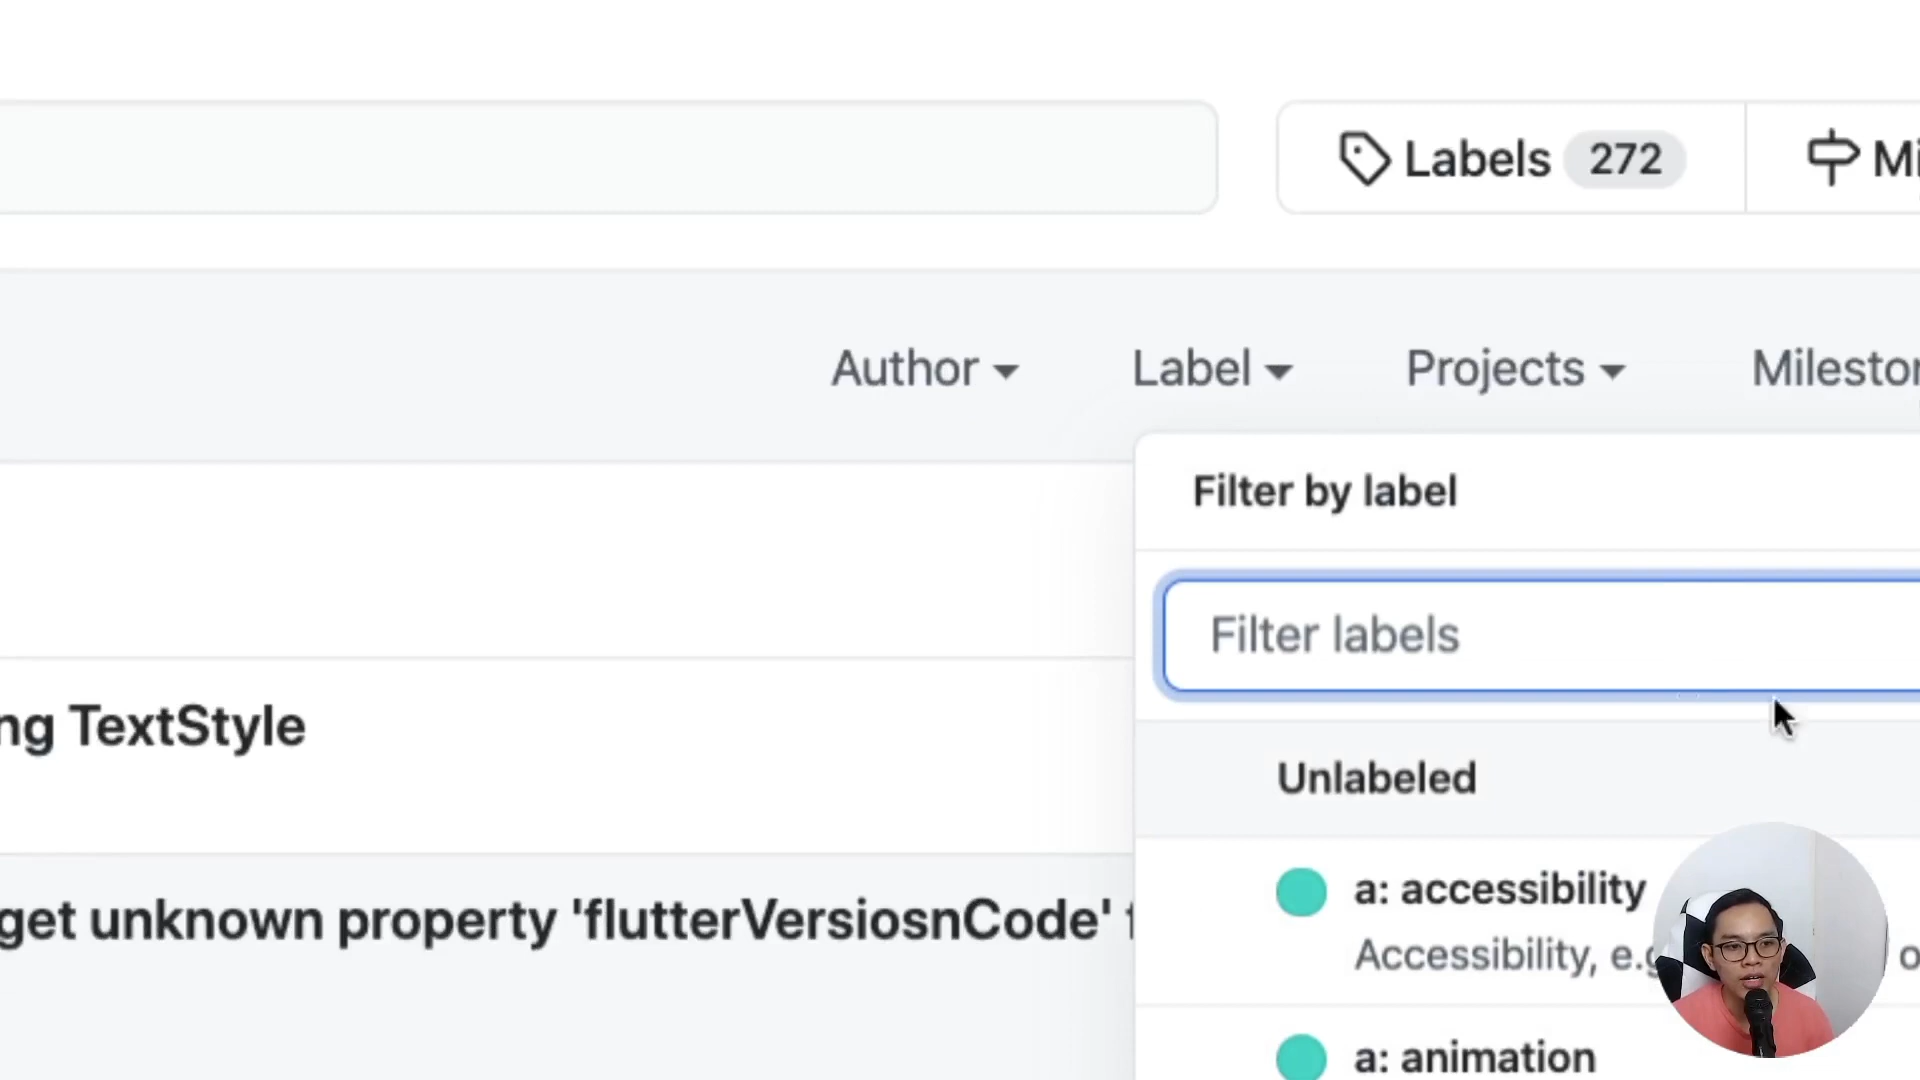 Labels 272 Mi
Author Label Projects Milesto
Filter by label
Filter labels
ng TextStyle
Unlabeled
get unknown property 'flutterVersiosnCode' f
a: accessibility
Accessibility, e.g
a: animation